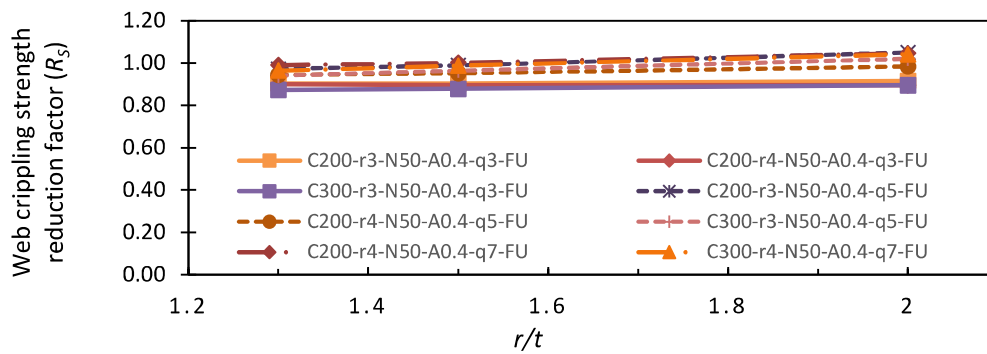 Web crippling strength
reduction factor (R_S)
1.20
1.00
0.80
0.60
0.40
0.20
0.00
C200-r3-N50-A0.4-q3-FU
C200-r4-N50-A0.4-q3-FU
C300-r3-N50-A0.4-q3-FU
C200-r3-N50-A0.4-q5-FU
C200-r4-N50-A0.4-q5-FU
C300-r3-N50-A0.4-q5-FU
C200-r4-N50-A0.4-q7-FU
C300-r4-N50-A0.4-q7-FU
1.2
1.4
1.6
1.8
2
r/t